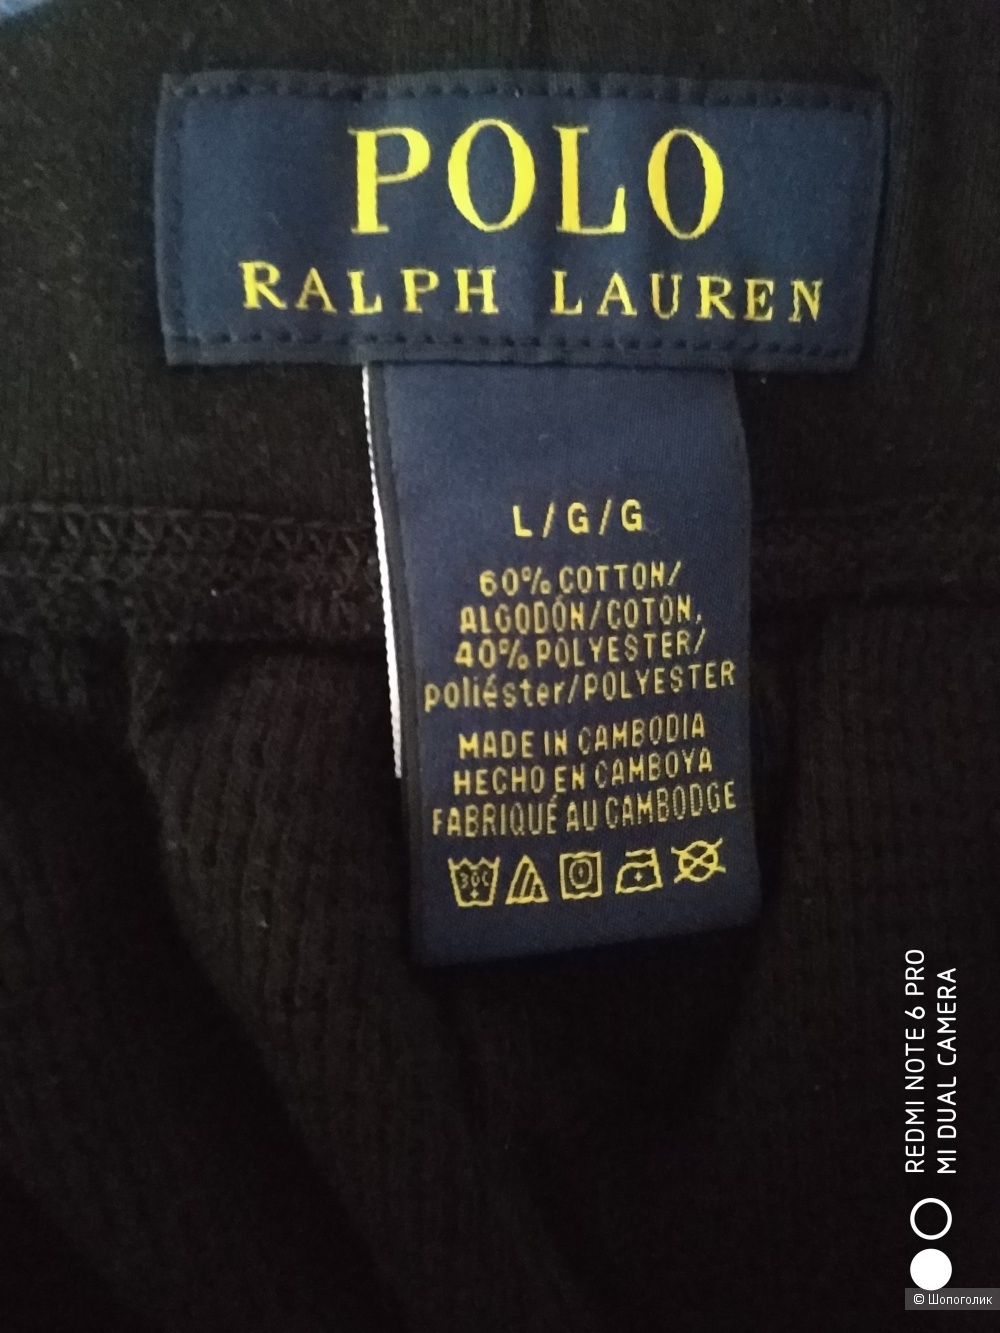 POLO
RALPH LAUREN
L/G/G
60% COTTON/
ALGODÓN/COTON,
40% POLYESTER/
poliéster/POLYESTER
MADE IN CAMBODIA
HECHO EN CAMBOYA
FABRIQUÉ AU CAMBODGE
30C
REDMI NOTE 6 PRO
MI DUAL CAMERA
© Шопоголик